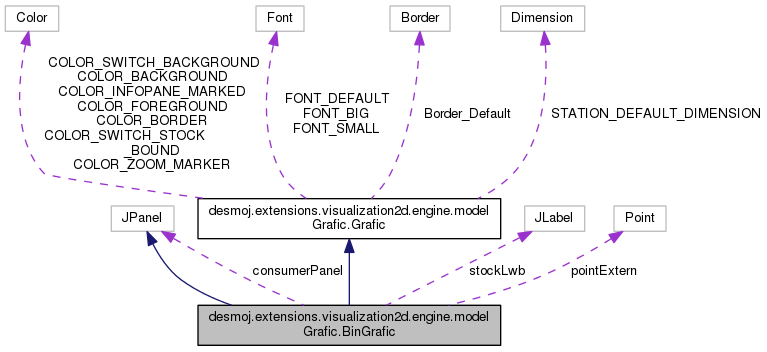 Color
Font
Border
Dimension
COLOR_SWITCH_BACKGROUND
COLOR_BACKGROUND
COLOR_INFOPANE_MARKED
COLOR_FOREGROUND
COLOR_BORDER
COLOR_SWITCH_STOCK
_BOUND
COLOR_ZOOM_MARKER
FONT_DEFAULT
FONT_BIG
FONT_SMALL
Border_Default
STATION_DEFAULT_DIMENSION
JPanel
desmoj.extensions.visualization2d.engine.model
Grafic.Grafic
JLabel
Point
consumerPanel
stockLwb
pointExtern
desmoj.extensions.visualization2d.engine.model
Grafic.BinGrafic